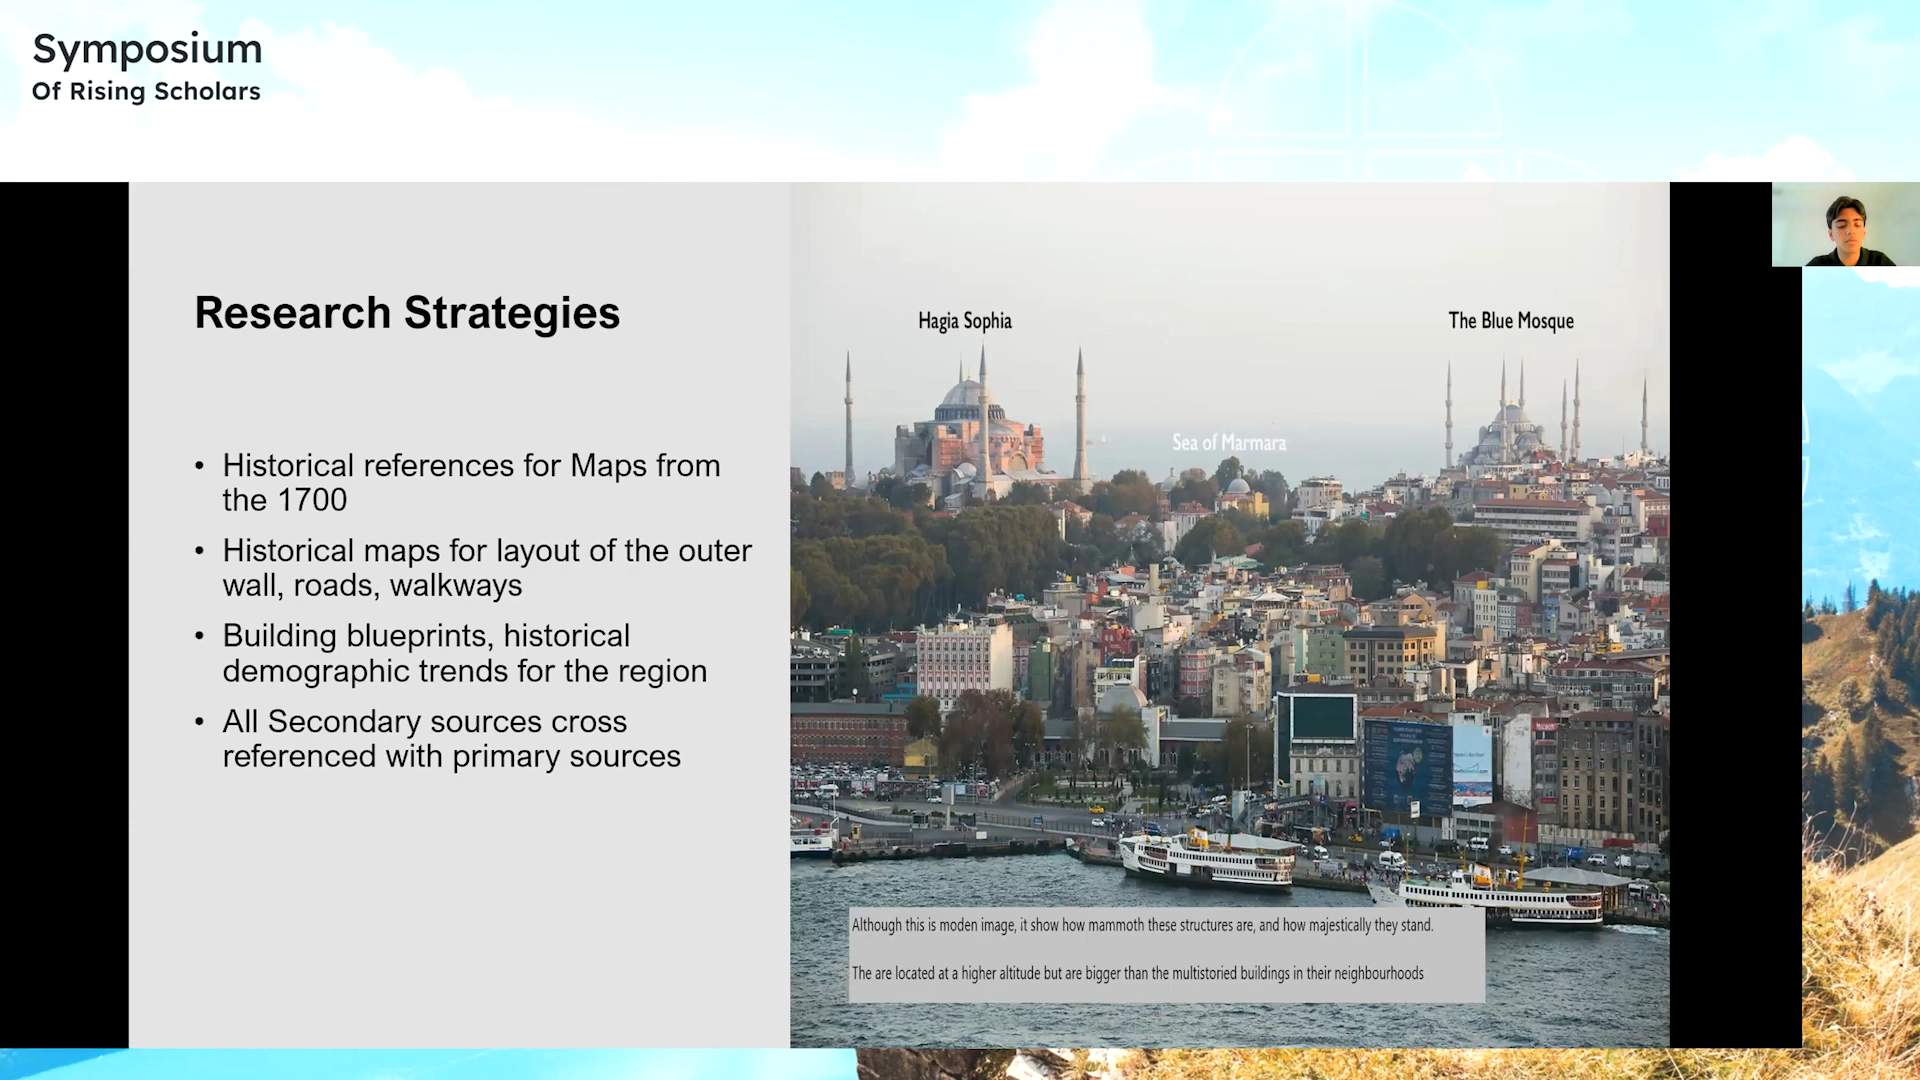 Symposium
Of Rising Scholars
Research Strategies
• Historical references for Maps from
the 1700
• Historical maps for layout of the outer
wall, roads, walkways
• Building blueprints, historical
demographic trends for the region
• All Secondary sources cross
referenced with primary sources
Hagia Sophia
The Blue Mosque
Sea of Marmara
Although this is moden image, it show how mammoth these structures are, and how majestically they stand.
The are located at a higher altitude but are bigger than the multistoried buildings in their neighbourhoods